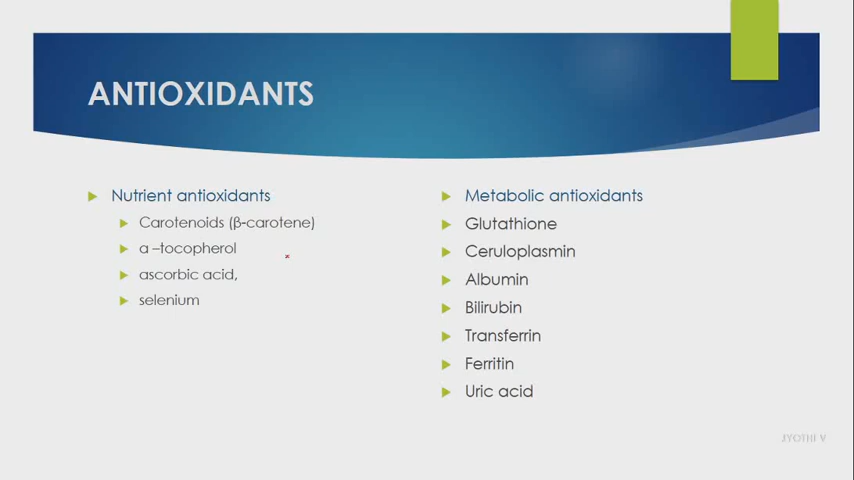 ANTIOXIDANTS
Nutrient antioxidants
Carotenoids (β-carotene)
α –tocopherol
ascorbic acid,
selenium
Metabolic antioxidants
Glutathione
Ceruloplasmin
Albumin
Bilirubin
Transferrin
Ferritin
Uric acid
JYOTHI V